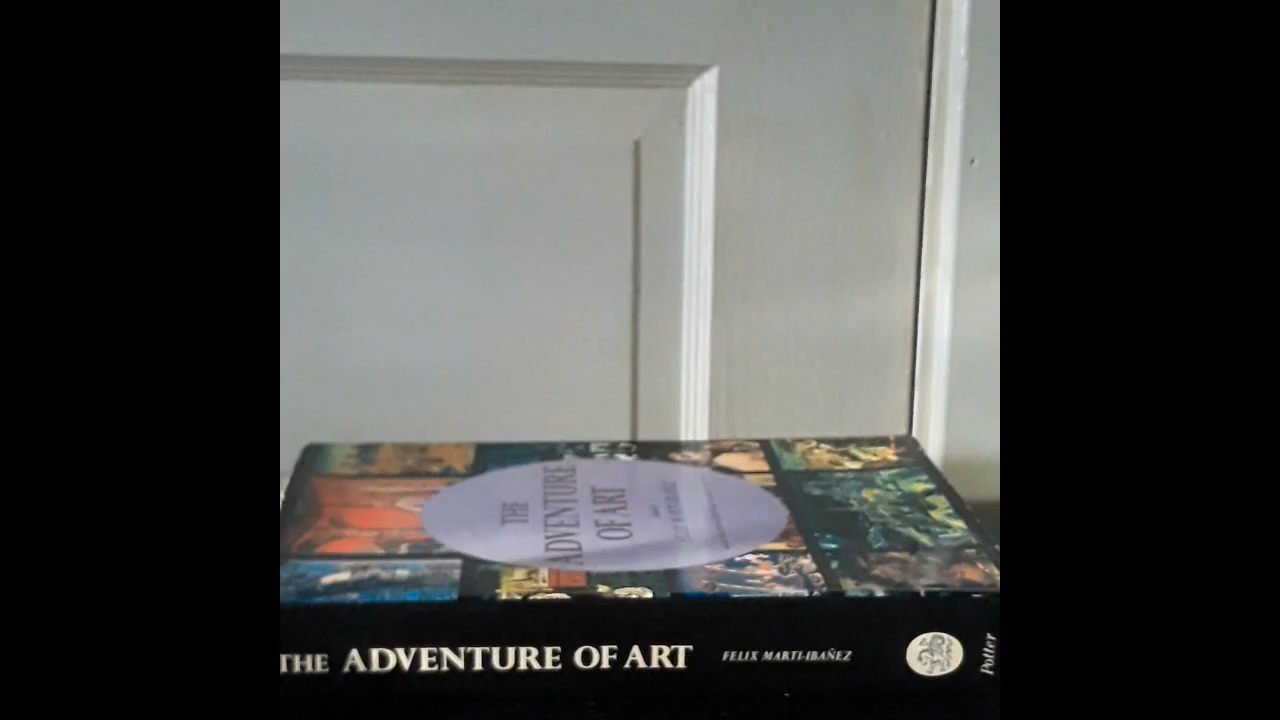 THE
ADVENTURE
OF ART
THE ADVENTURE OF ART FELIX MARTI-IBAÑEZ Potter